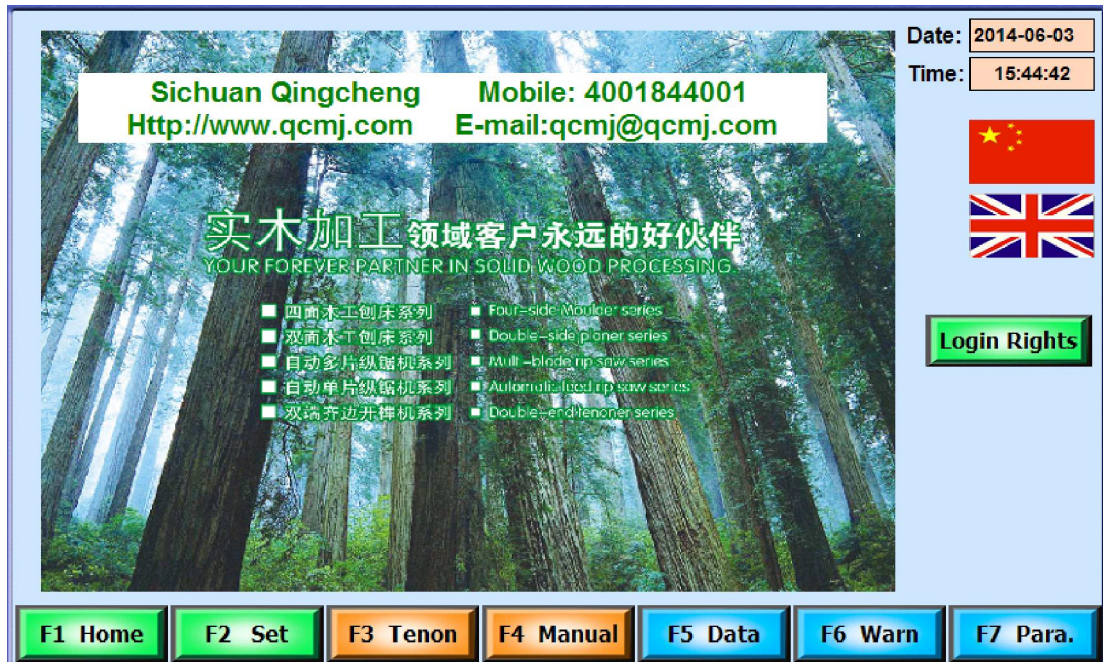 Date: 2014-06-03
Time: 15:44:42
Sichuan Qingcheng Mobile: 4001844001
Http://www.qcmj.com E-mail:qcmj@qcmj.com
实木加工领域客户永远的好伙伴
YOUR FOREVER PARTNER IN SOLID WOOD PROCESSING.
四面木工刨床系列 Four-side Moulder series
双面木工刨床系列 Double-side planer series
自动多片纵锯机系列 Multi-blade rip saw series
自动单片纵锯机系列 Automatic feed rip saw series
双端齐边开榫机系列 Double-end tenoner series
Login Rights
F1 Home F2 Set F3 Tenon F4 Manual F5 Data F6 Warn F7 Para.